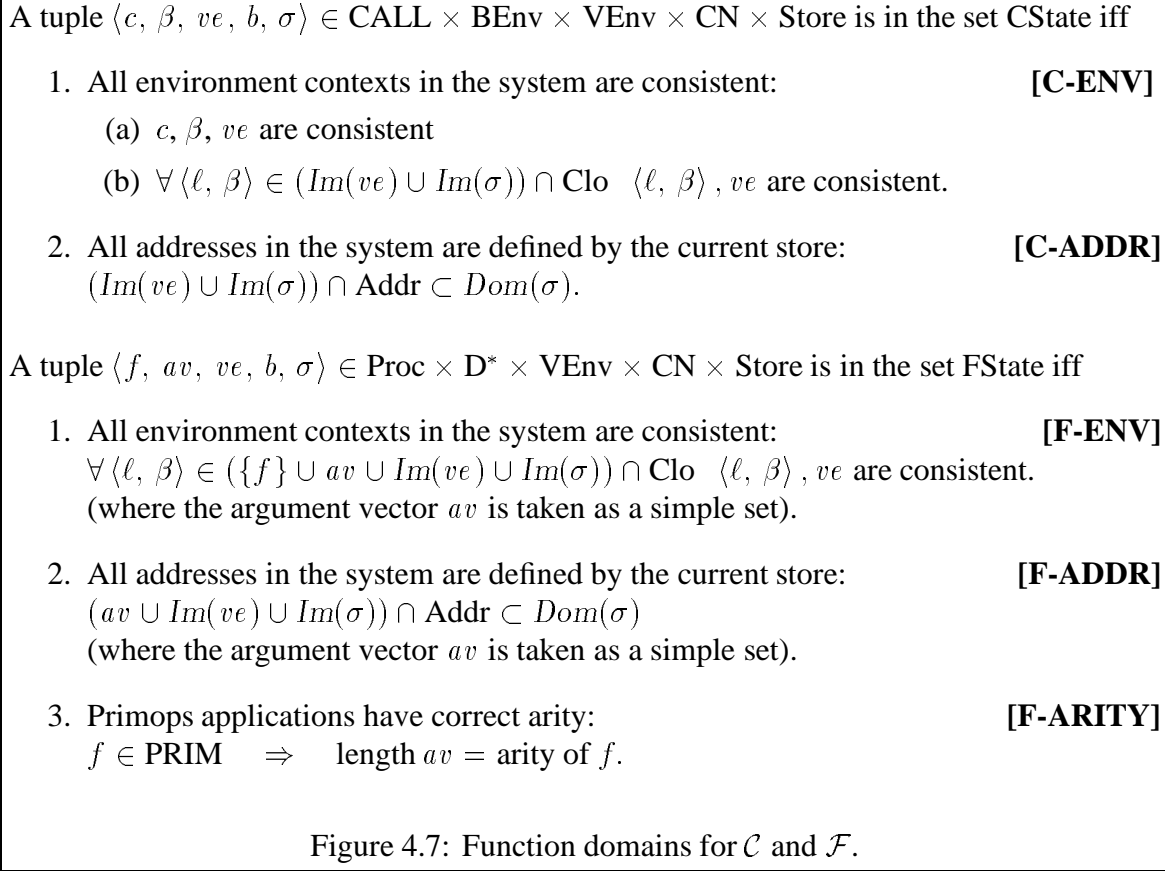 A tuple ⟨c, β, ve, b, σ⟩ ∈ CALL × BEnv × VEnv × CN × Store is in the set CState iff
1. All environment contexts in the system are consistent: [C-ENV]
(a) c, β, ve are consistent
(b) ∀ ⟨ℓ, β⟩ ∈ (Im(ve) ∪ Im(σ)) ∩ Clo ⟨ℓ, β⟩ , ve are consistent.
2. All addresses in the system are defined by the current store: [C-ADDR]
(Im(ve) ∪ Im(σ)) ∩ Addr ⊂ Dom(σ).
A tuple ⟨f, av, ve, b, σ⟩ ∈ Proc × D* × VEnv × CN × Store is in the set FState iff
1. All environment contexts in the system are consistent: [F-ENV]
∀ ⟨ℓ, β⟩ ∈ ({f} ∪ av ∪ Im(ve) ∪ Im(σ)) ∩ Clo ⟨ℓ, β⟩ , ve are consistent.
(where the argument vector av is taken as a simple set).
2. All addresses in the system are defined by the current store: [F-ADDR]
(av ∪ Im(ve) ∪ Im(σ)) ∩ Addr ⊂ Dom(σ)
(where the argument vector av is taken as a simple set).
3. Primops applications have correct arity: [F-ARITY]
f ∈ PRIM ⇒ length av = arity of f.
Figure 4.7: Function domains for 𝒞 and ℱ.